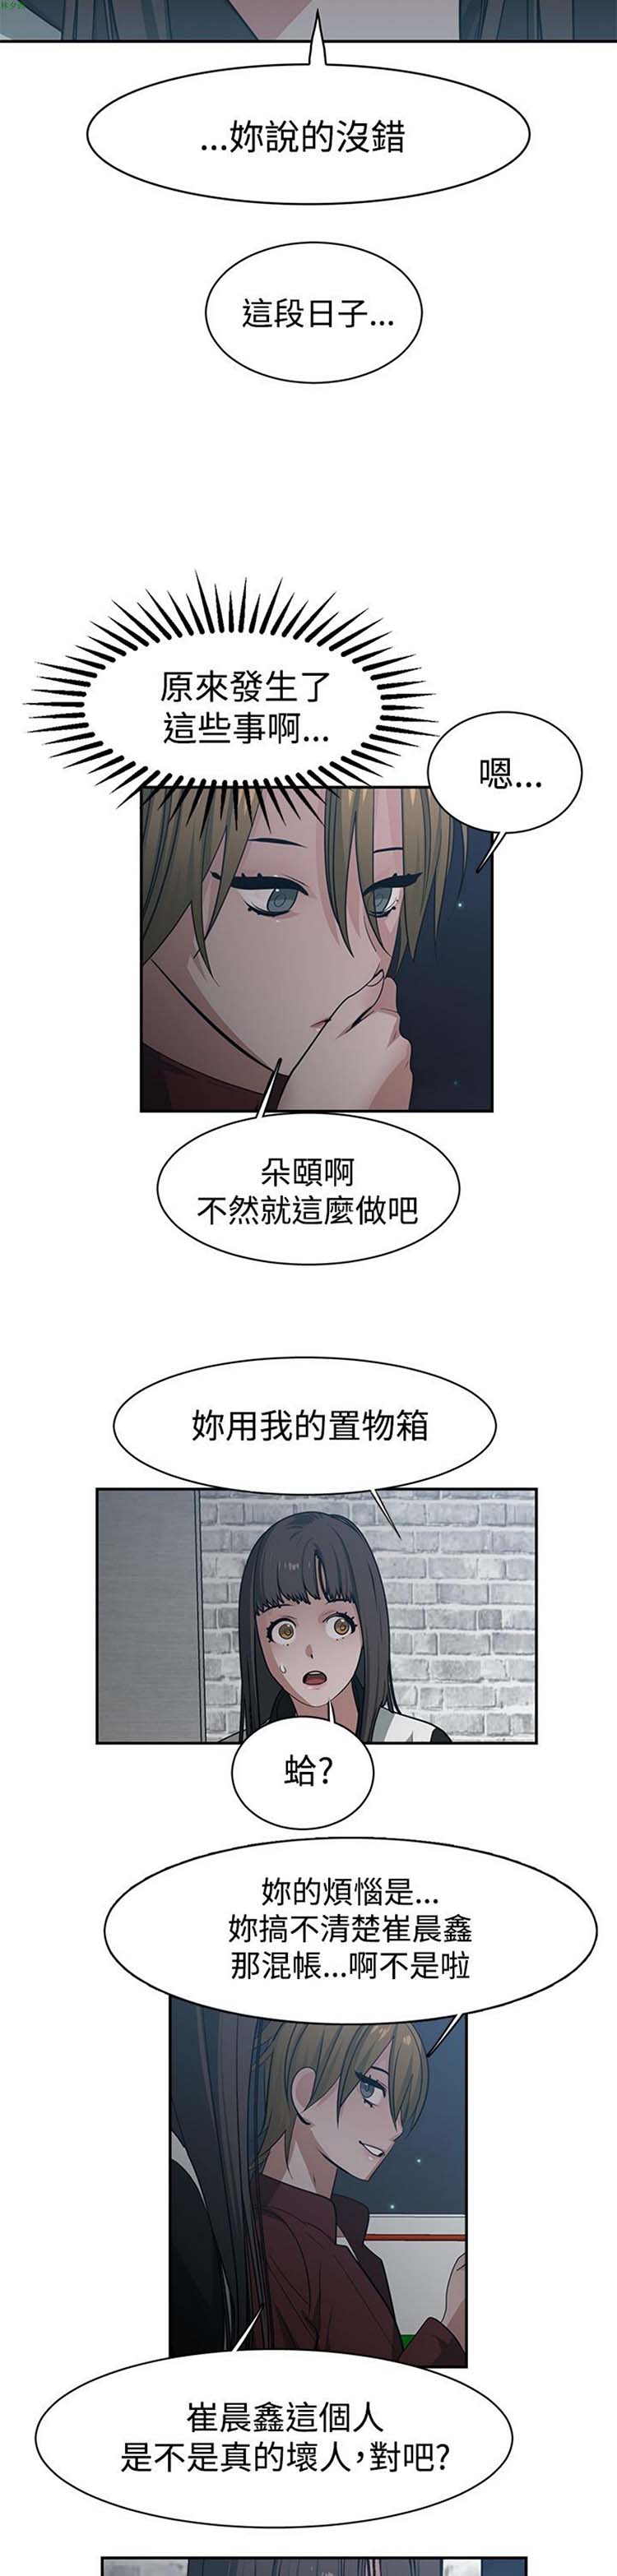 林夕制
...妳說的沒錯
這段日子...
原來發生了
這些事啊...
嗯...
朵頤啊
不然就這麼做吧
妳用我的置物箱
蛤?
妳的煩惱是...
妳搞不清楚崔晨鑫
那混帳...啊不是啦
崔晨鑫這個人
是不是真的壞人,對吧?